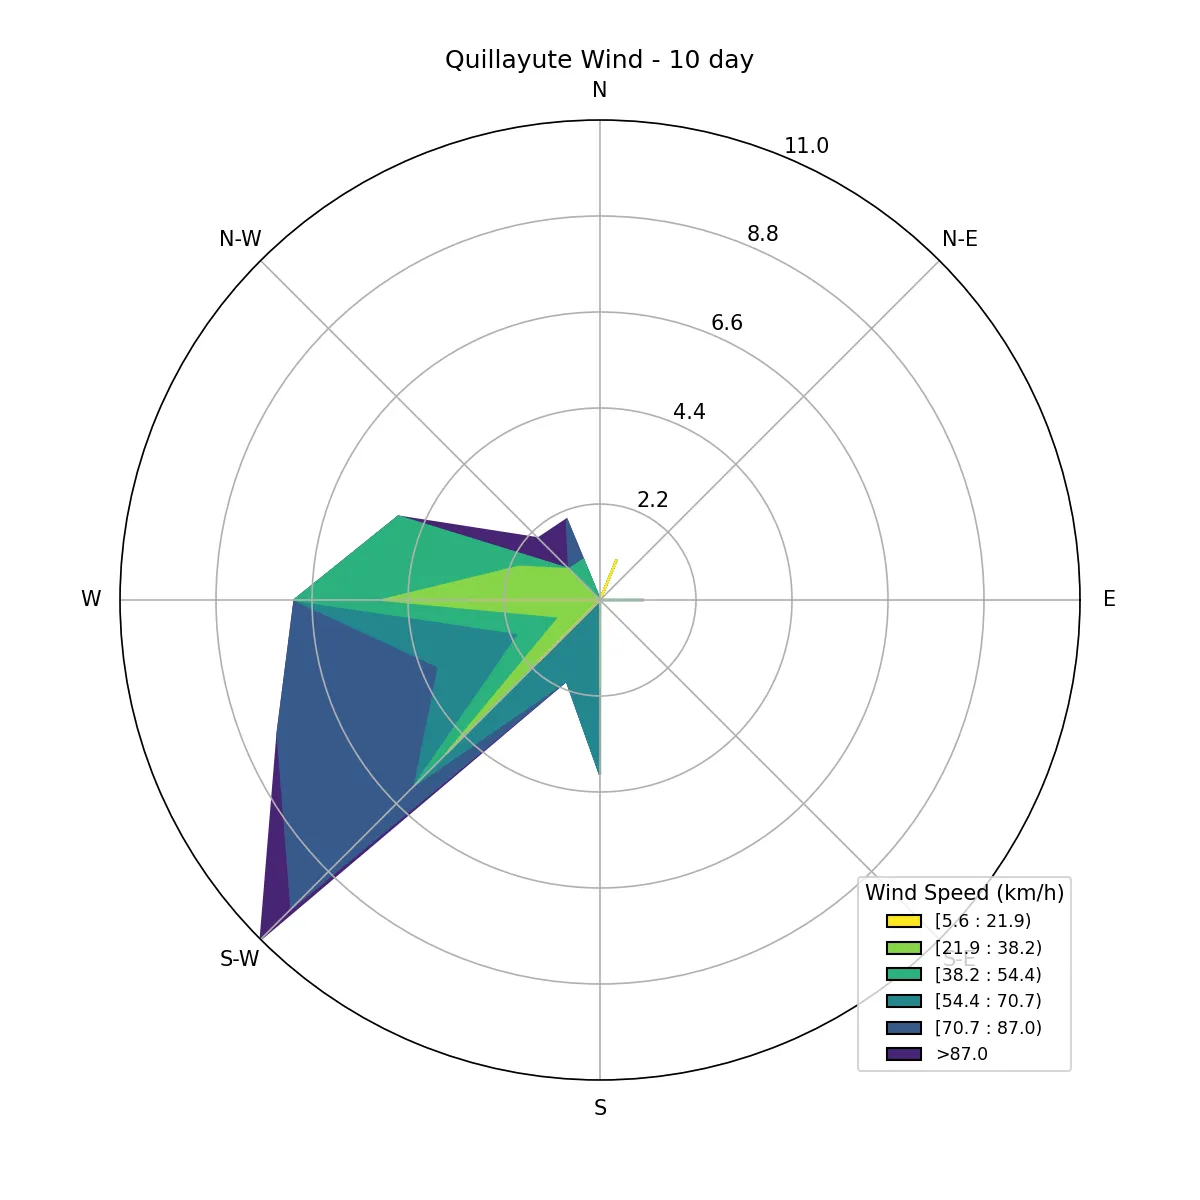 Quillayute Wind - 10 day
N
11.0
N-W
8.8
N-E
6.6
4.4
2.2
W
E
S-W
S-E
Wind Speed (km/h)
[5.6 : 21.9)
[21.9 : 38.2)
[38.2 : 54.4)
[54.4 : 70.7)
[70.7 : 87.0)
>87.0
S